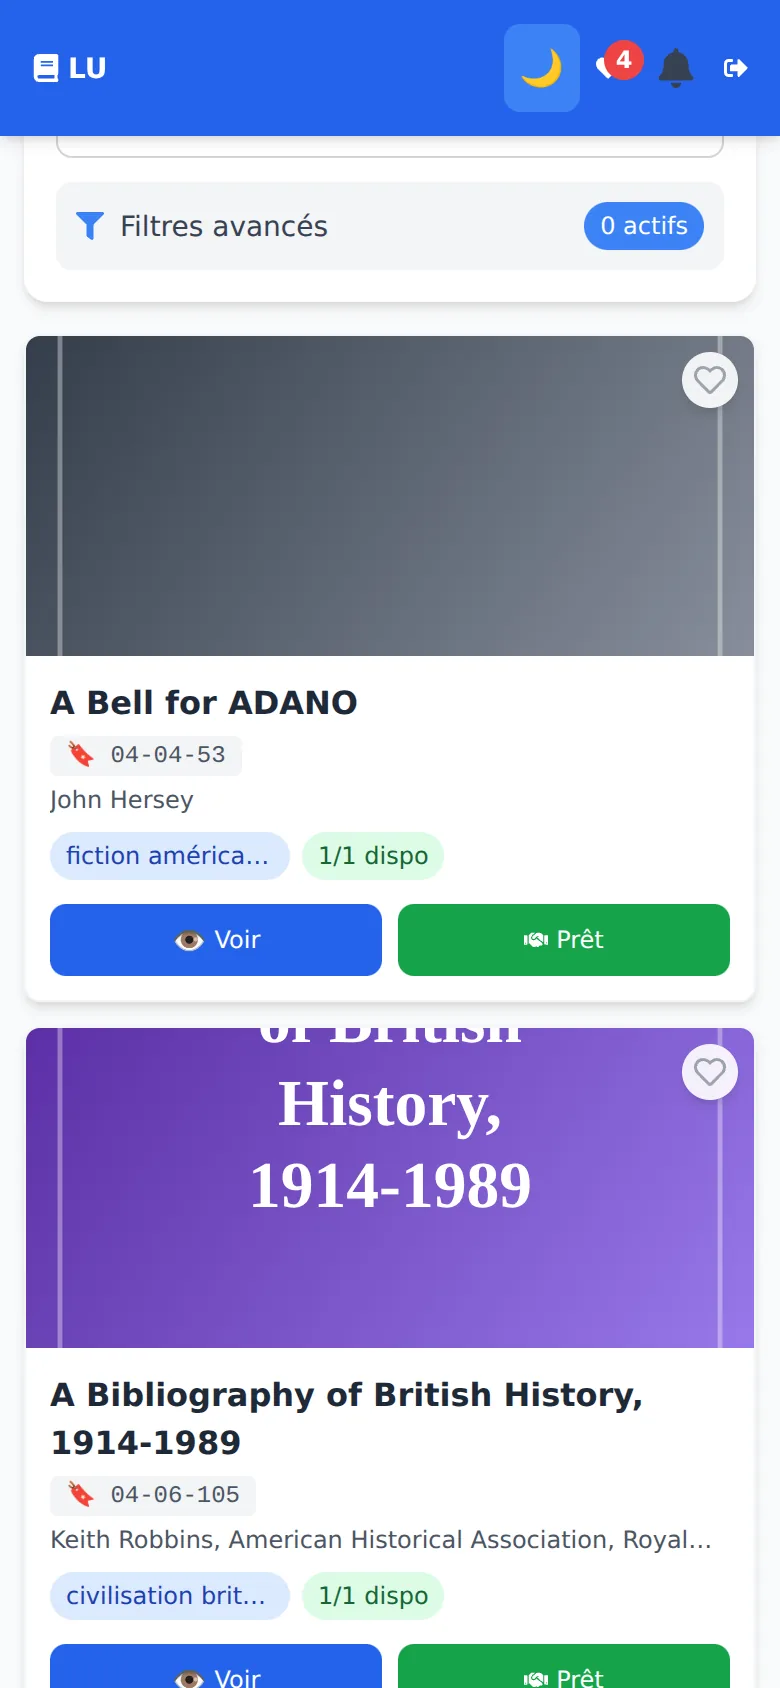 LU
4
Filtres avancés
0 actifs
A Bell for ADANO
04-04-53
John Hersey
fiction américa...
1/1 dispo
Voir
Prêt
of British
History,
1914-1989
A Bibliography of British History,
1914-1989
04-06-105
Keith Robbins, American Historical Association, Royal...
civilisation brit...
1/1 dispo
Voir
Prêt